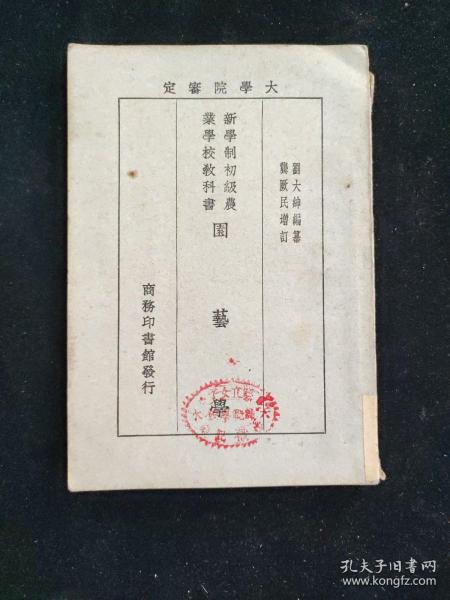 大學院審定
劉大紳編纂
龔厥民增訂
新學制初級農
業學校敎科書
園藝學
商務印書館發行
孔夫子旧书网
www.kongfz.com